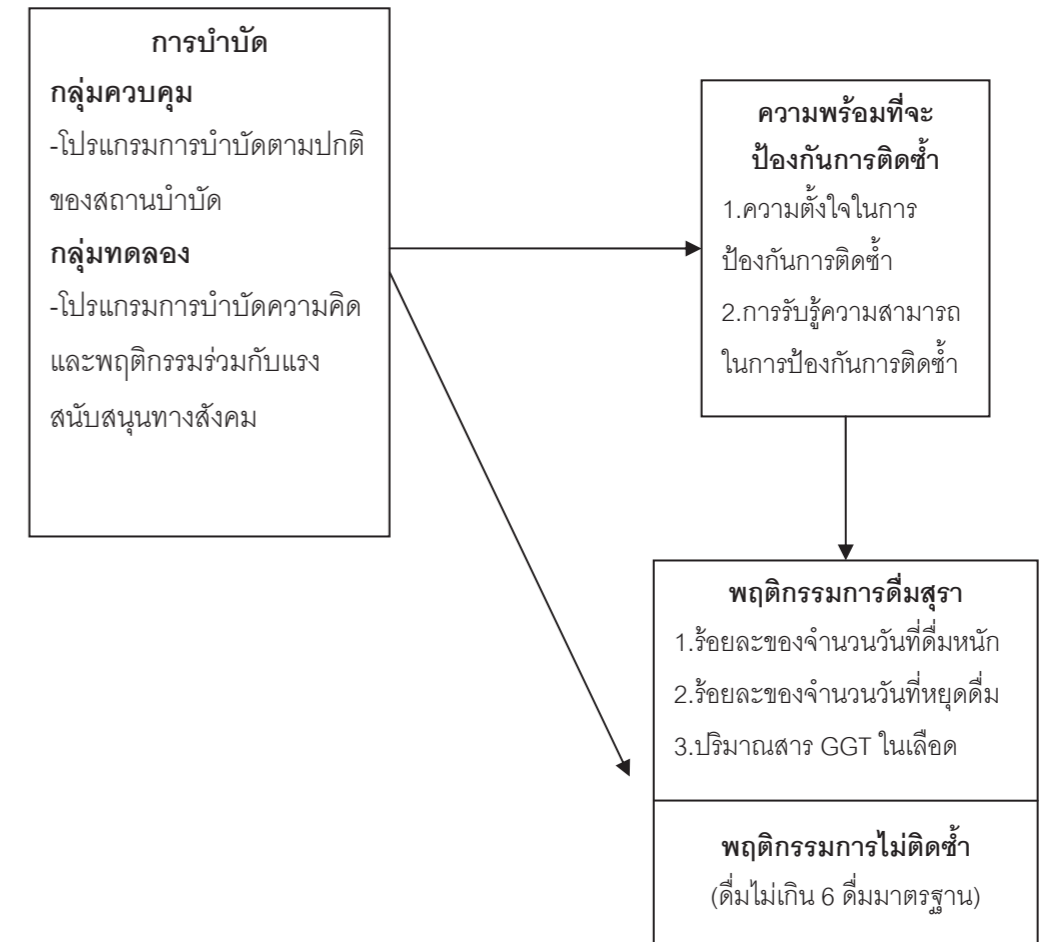 การบำบัด
กลุ่มควบคุม
-โปรแกรมการบำบัดตามปกติ
ของสถานบำบัด
กลุ่มทดลอง
-โปรแกรมการบำบัดความคิด
และพฤติกรรมร่วมกับแรง
สนับสนุนทางสังคม
ความพร้อมที่จะ
ป้องกันการติดซ้ำ
1.ความตั้งใจในการ
ป้องกันการติดซ้ำ
2.การรับรู้ความสามารถ
ในการป้องกันการติดซ้ำ
พฤติกรรมการดื่มสุรา
1.ร้อยละของจำนวนวันที่ดื่มหนัก
2.ร้อยละของจำนวนวันที่หยุดดื่ม
3.ปริมาณสาร GGT ในเลือด
พฤติกรรมการไม่ติดซ้ำ
(ดื่มไม่เกิน 6 ดื่มมาตรฐาน)